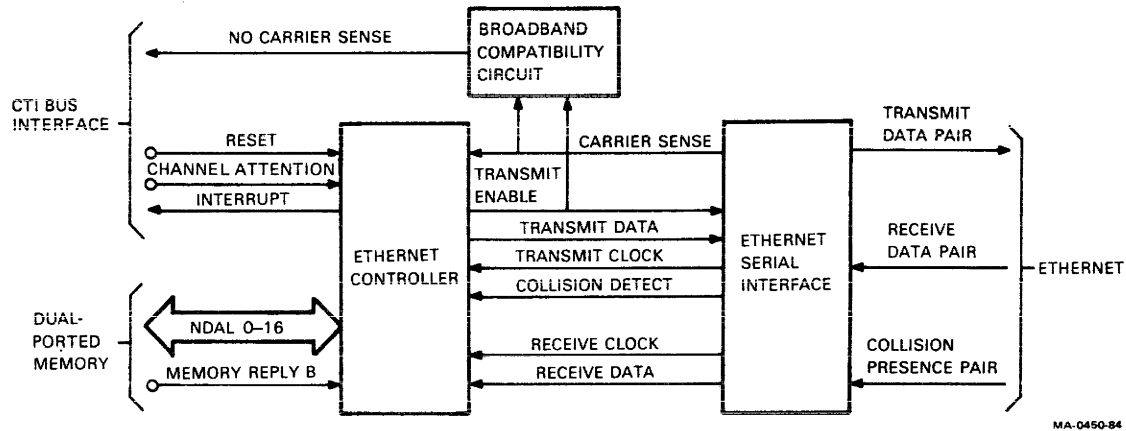 NO CARRIER SENSE
BROADBAND
COMPATIBILITY
CIRCUIT
CTI BUS
INTERFACE
RESET
CHANNEL ATTENTION
INTERRUPT
CARRIER SENSE
TRANSMIT
ENABLE
TRANSMIT
DATA PAIR
TRANSMIT DATA
TRANSMIT CLOCK
COLLISION DETECT
ETHERNET
CONTROLLER
ETHERNET
SERIAL
INTERFACE
RECEIVE
DATA PAIR
ETHERNET
DUAL-
PORTED
MEMORY
NDAL 0–16
MEMORY REPLY B
RECEIVE CLOCK
RECEIVE DATA
COLLISION
PRESENCE PAIR
MA-0450-84